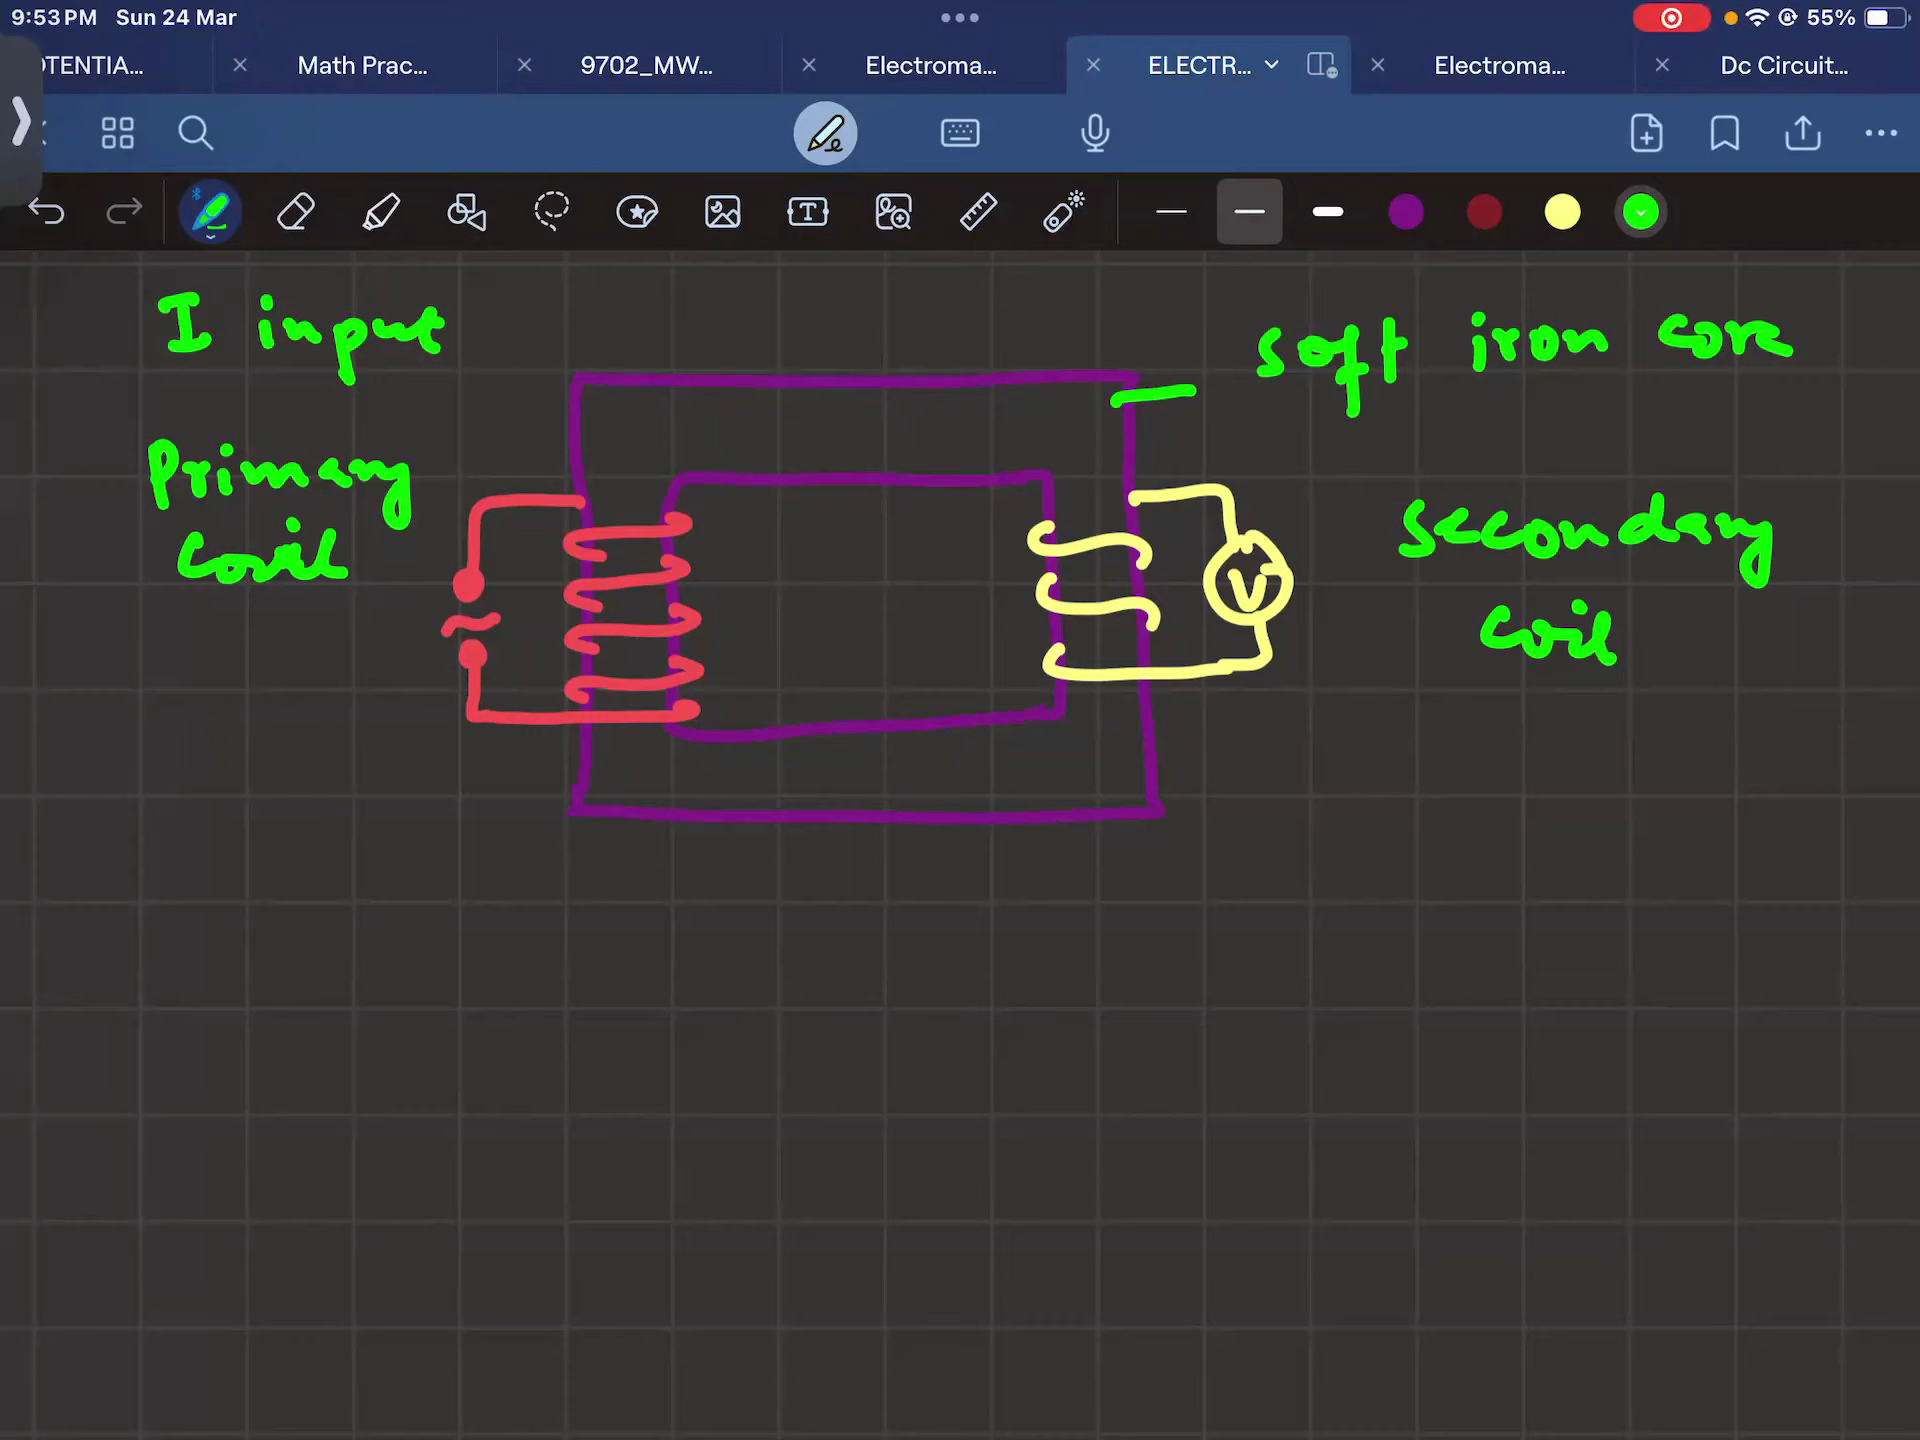 9:53 PM Sun 24 Mar
55%
OTENTIA...
Math Prac...
9702_MW...
Electroma...
ELECTR...
Electroma...
Dc Circuit...
I input
soft iron core
Primary
Coil
Secondary
Coil
~
V